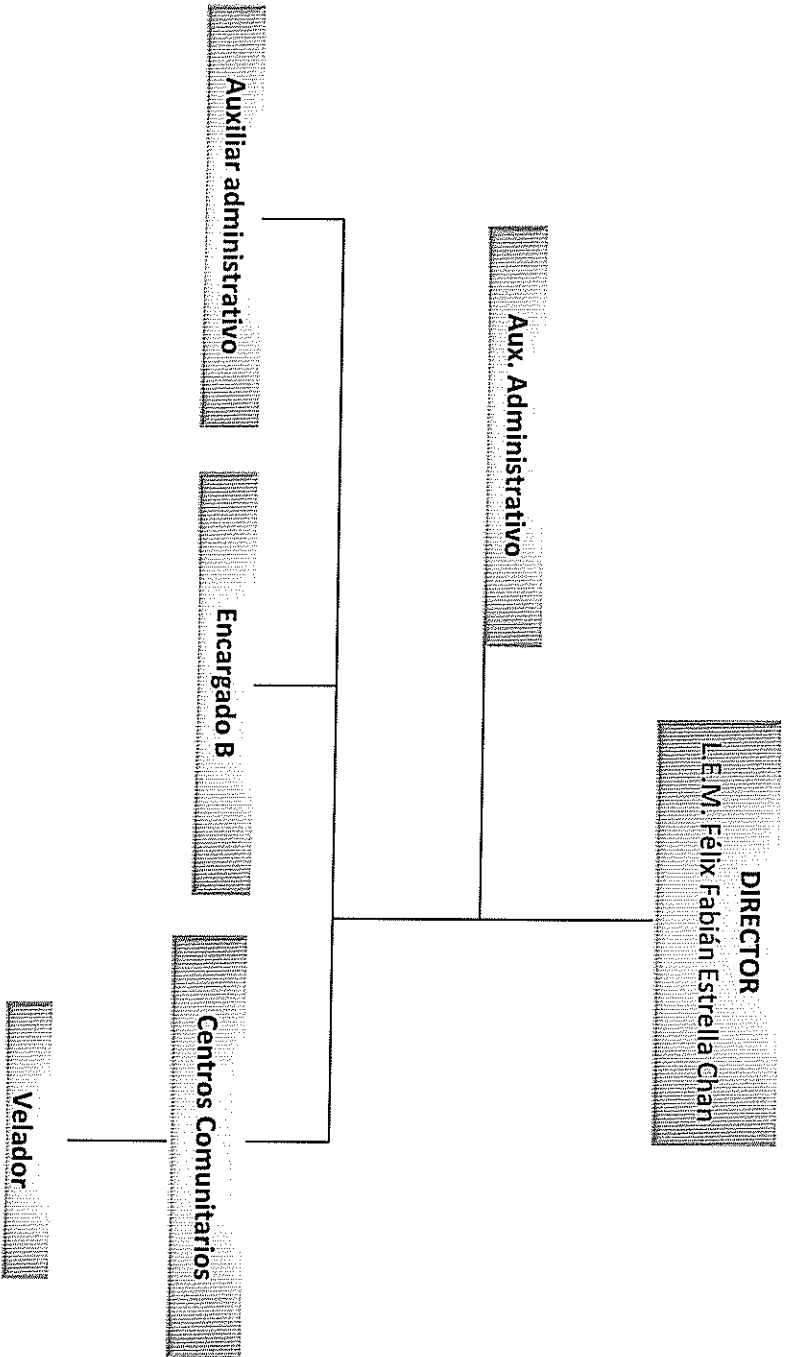 DIRECTOR
L.E.M. Félix Fabián Estrella Chan
Aux. Administrativo
Auxiliar administrativo
Encargado B
Centros Comunitarios
Velador